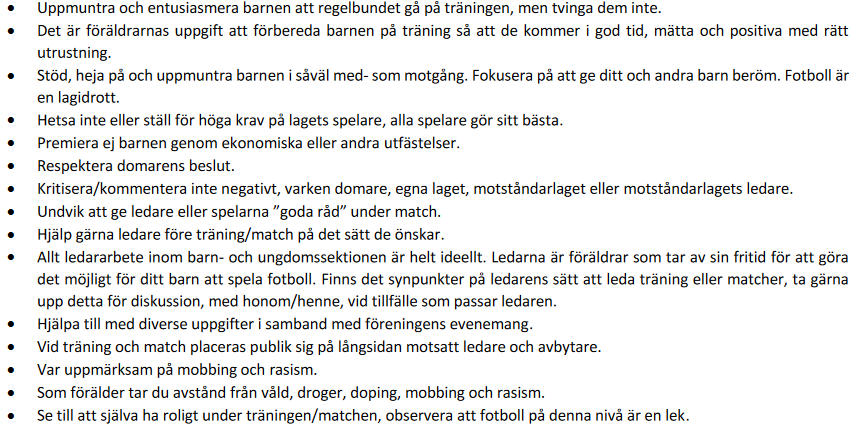 • Uppmuntra och entusiasmera barnen att regelbundet gå på träningen, men tvinga dem inte.
• Det är föräldrarnas uppgift att förbereda barnen på träning så att de kommer i god tid, mätta och positiva med rätt
utrustning.
• Stöd, heja på och uppmuntra barnen i såväl med- som motgång. Fokusera på att ge ditt och andra barn beröm. Fotboll är
en lagidrott.
• Hetsa inte eller ställ för höga krav på lagets spelare, alla spelare gör sitt bästa.
• Premiera ej barnen genom ekonomiska eller andra utfästelser.
• Respektera domarens beslut.
• Kritisera/kommentera inte negativt, varken domare, egna laget, motståndarlaget eller motståndarlagets ledare.
• Undvik att ge ledare eller spelarna ”goda råd” under match.
• Hjälp gärna ledare före träning/match på det sätt de önskar.
• Allt ledararbete inom barn- och ungdomssektionen är helt ideellt. Ledarna är föräldrar som tar av sin fritid för att göra
det möjligt för ditt barn att spela fotboll. Finns det synpunkter på ledarens sätt att leda träning eller matcher, ta gärna
upp detta för diskussion, med honom/henne, vid tillfälle som passar ledaren.
• Hjälpa till med diverse uppgifter i samband med föreningens evenemang.
• Vid träning och match placeras publik sig på långsidan motsatt ledare och avbytare.
• Var uppmärksam på mobbing och rasism.
• Som förälder tar du avstånd från våld, droger, doping, mobbing och rasism.
• Se till att själva ha roligt under träningen/matchen, observera att fotboll på denna nivå är en lek.